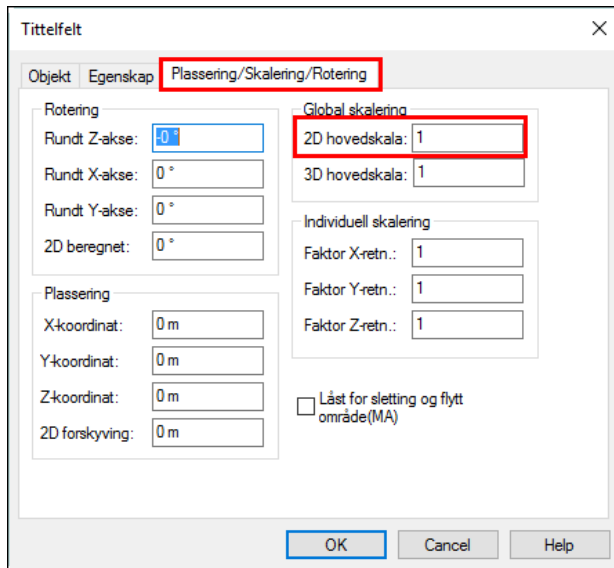 Tittelfelt
Objekt Egenskap Plassering/Skalering/Rotering
Rotering
Rundt Z-akse: -0 °
Rundt X-akse: 0 °
Rundt Y-akse: 0 °
2D beregnet: 0 °
Plassering
X-koordinat: 0 m
Y-koordinat: 0 m
Z-koordinat: 0 m
2D forskyving: 0 m
Global skalering
2D hovedskala: 1
3D hovedskala: 1
Individuell skalering
Faktor X-retn.: 1
Faktor Y-retn.: 1
Faktor Z-retn.: 1
Låst for sletting og flytt
område(MA)
OK Cancel Help